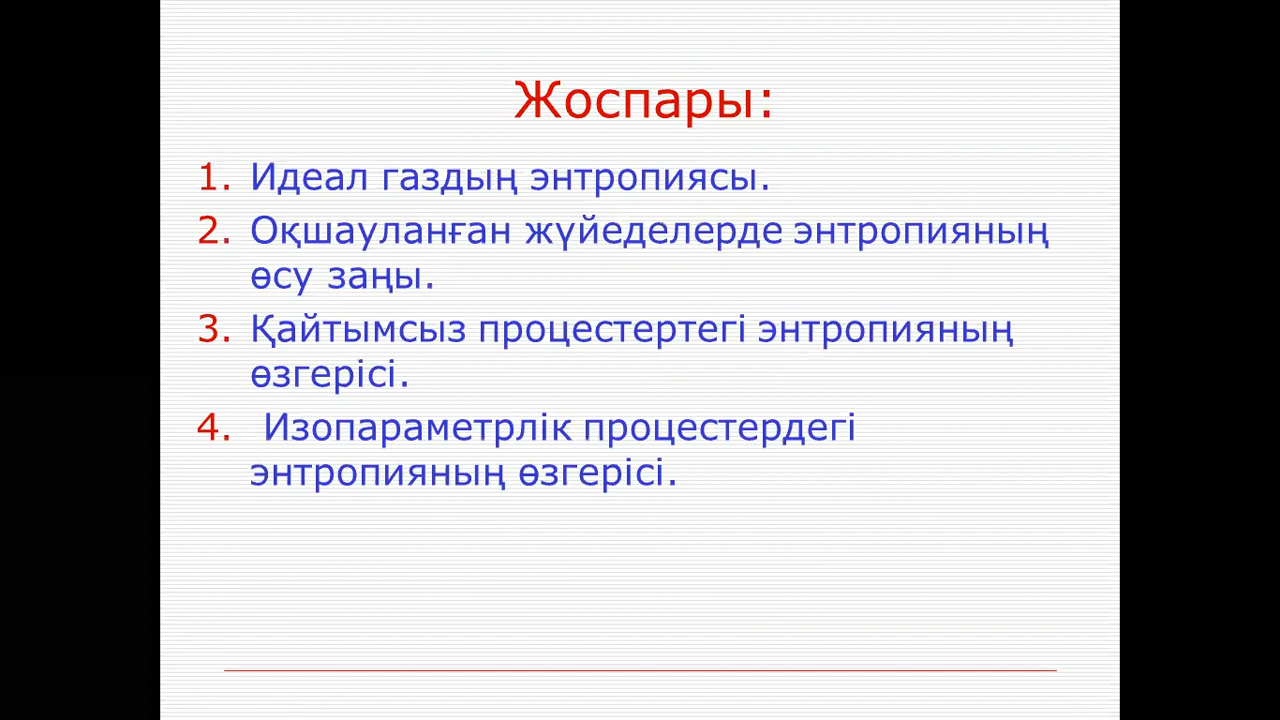 Жоспары:
1. Идеал газдың энтропиясы.
2. Оқшауланған жүйеделерде энтропияның
өсу заңы.
3. Қайтымсыз процестертегі энтропияның
өзгерісі.
4. Изопараметрлік процестердегі
энтропияның өзгерісі.